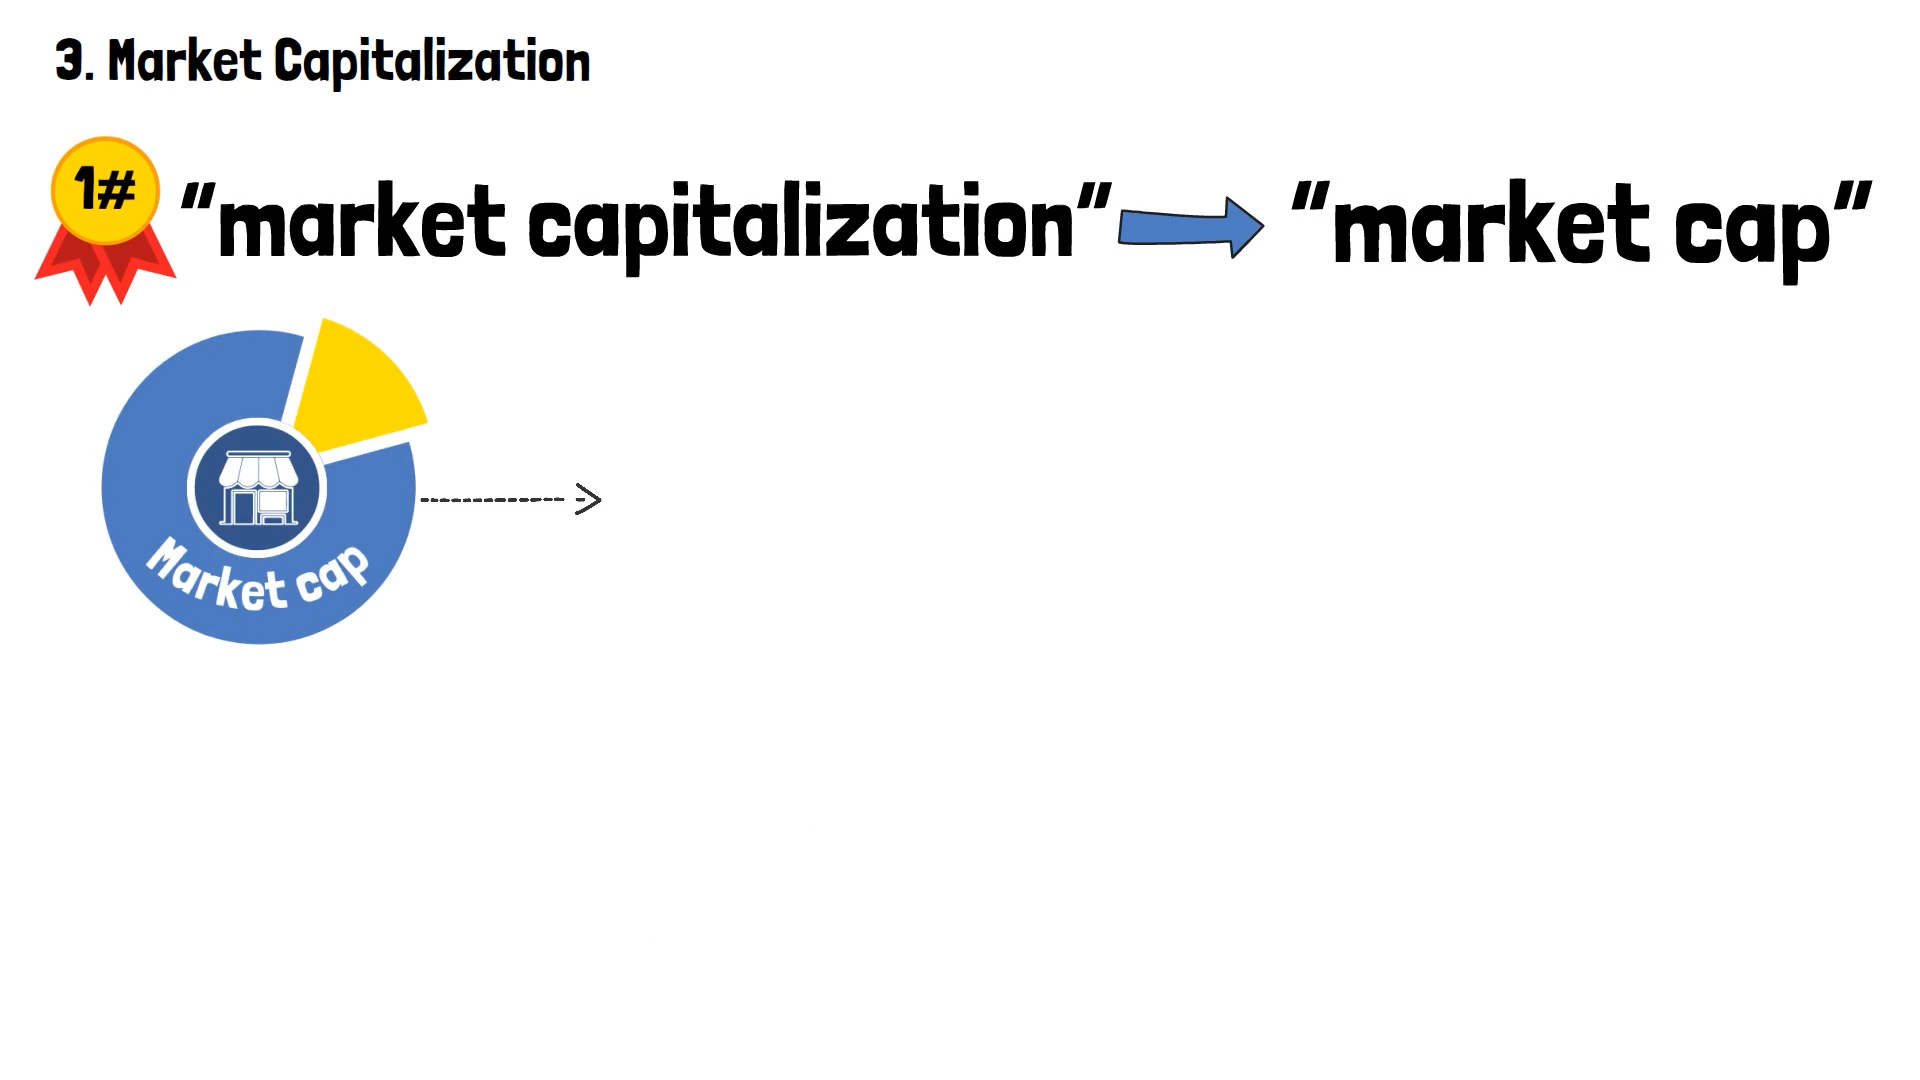 3. Market Capitalization
1#
"market capitalization"
"market cap"
Market cap